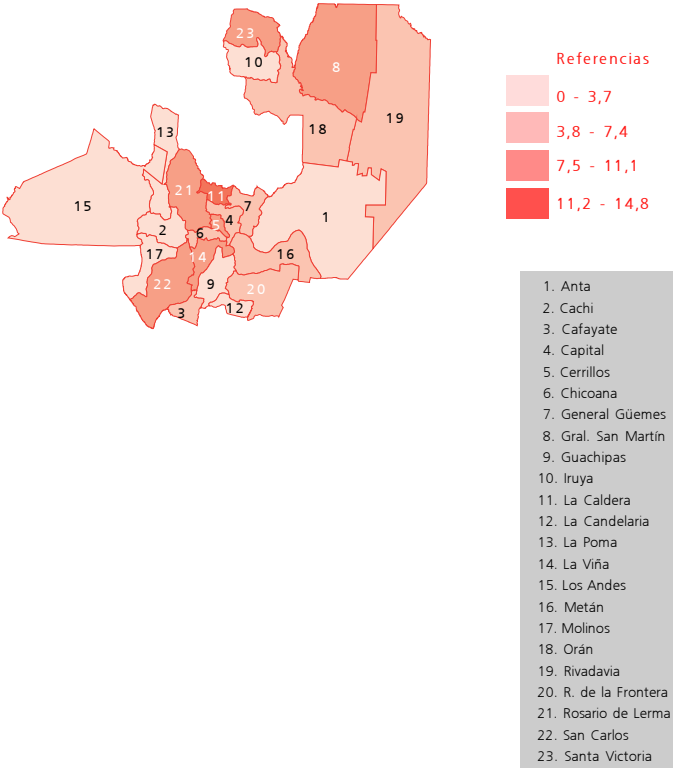 23
10
8
19
18
13
21
11
7
15
5
4
1
2
6
17
14
16
22
9
20
12
3
Referencias
0 - 3,7
3,8 - 7,4
7,5 - 11,1
11,2 - 14,8
1. Anta
2. Cachi
3. Cafayate
4. Capital
5. Cerrillos
6. Chicoana
7. General Güemes
8. Gral. San Martín
9. Guachipas
10. Iruya
11. La Caldera
12. La Candelaria
13. La Poma
14. La Viña
15. Los Andes
16. Metán
17. Molinos
18. Orán
19. Rivadavia
20. R. de la Frontera
21. Rosario de Lerma
22. San Carlos
23. Santa Victoria